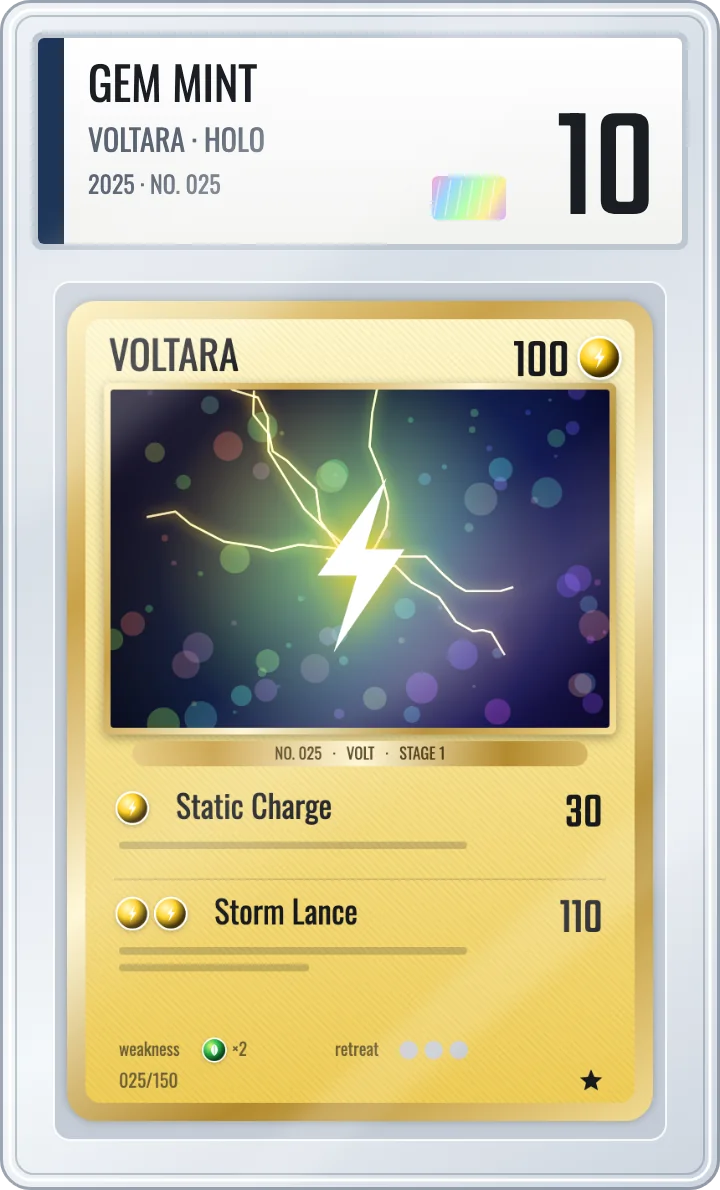 GEM MINT
VOLTARA · HOLO
2025 · NO. 025
10
VOLTARA 100
NO. 025 · VOLT · STAGE 1
Static Charge 30
Storm Lance 110
weakness ×2 retreat
025/150